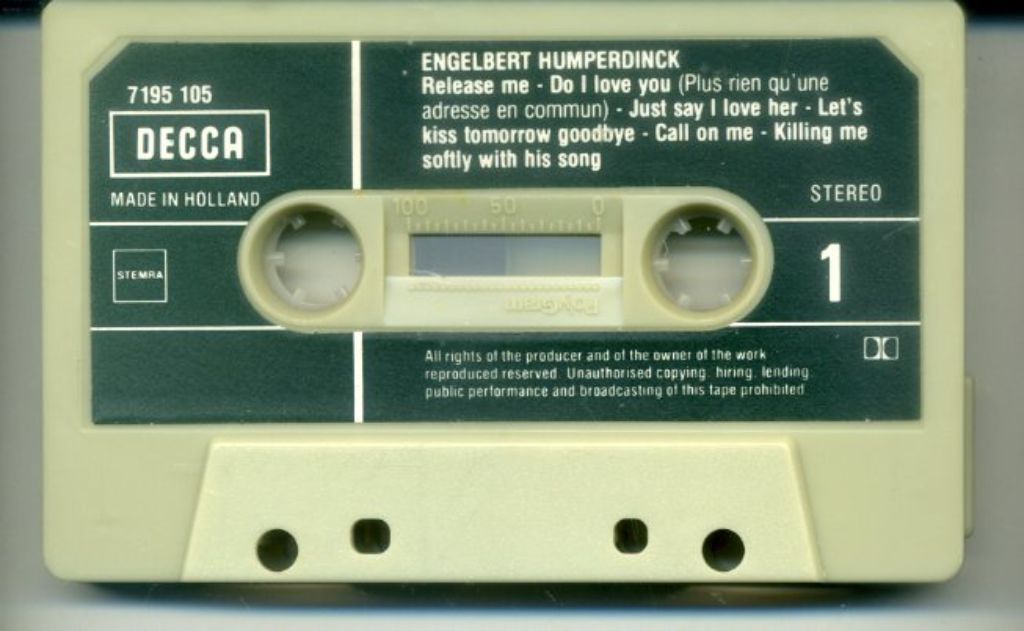 7195 105
DECCA
MADE IN HOLLAND
STEMRA
ENGELBERT HUMPERDINCK
Release me - Do I love you (Plus rien qu'une
adresse en commun) - Just say I love her - Let's
kiss tomorrow goodbye - Call on me - Killing me
softly with his song
STEREO
100 50 0
PolyGram
1
All rights of the producer and of the owner of the work
reproduced reserved. Unauthorised copying, hiring, lending,
public performance and broadcasting of this tape prohibited